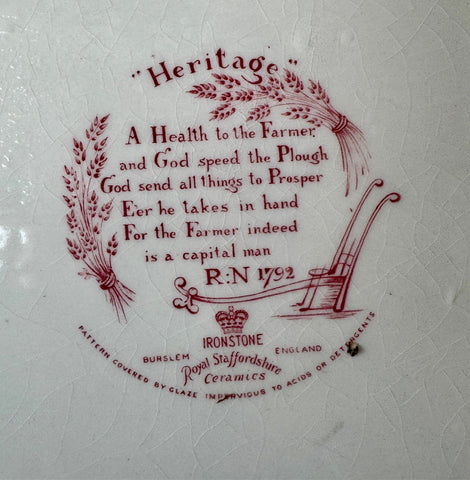 "Heritage"
A Health to the Farmer,
and God speed the Plough
God send all things to Prosper
E'er he takes in hand
For the Farmer indeed
is a capital man
R:N 1792
IRONSTONE
BURSLEM ENGLAND
Royal Staffordshire
Ceramics
PATTERN COVERED BY GLAZE IMPERVIOUS TO ACIDS OR DETERGENTS